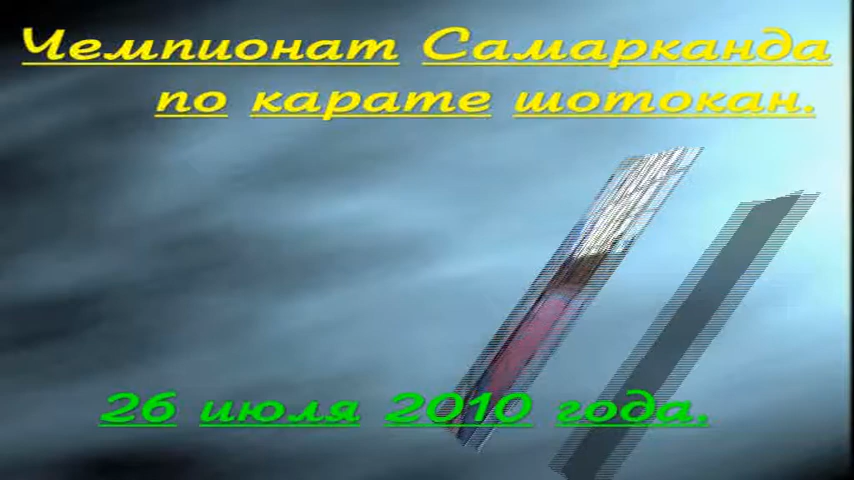 Чемпионат Самарканда
по карате шотокан.
26 июля 2010 года,